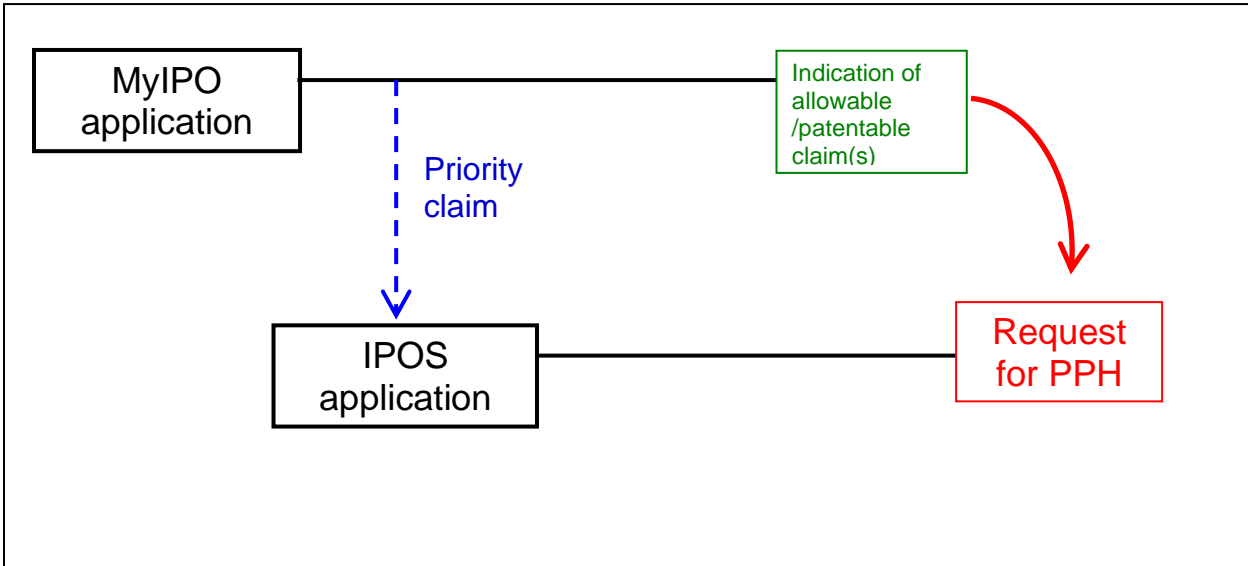 MyIPO
application
Indication of
allowable
/patentable
claim(s)
Priority
claim
IPOS
application
Request
for PPH